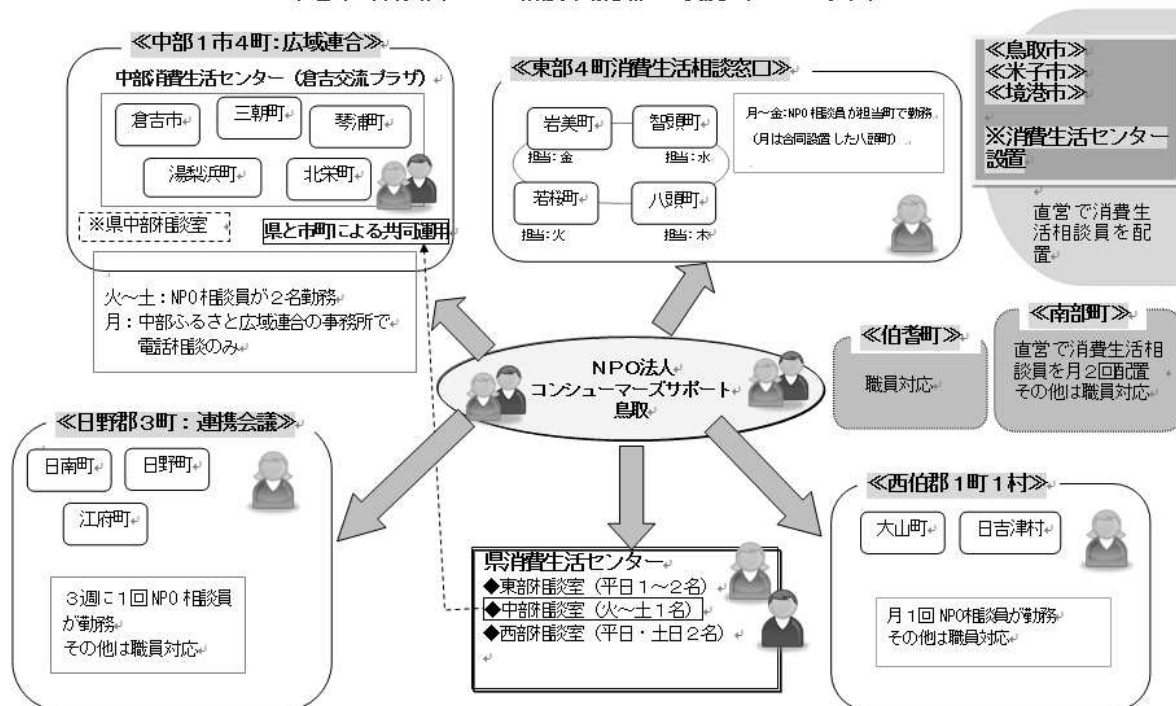 ≪中部1市4町:広域連合≫
中部消費生活センター（倉吉交流プラザ）
倉吉市
三朝町
琴浦町
湯梨浜町
北栄町
※県中部相談室
県と市町による共同運用
火～土：NPO相談員が２名勤務
月：中部ふるさと広域連合の事務所で
電話相談のみ
≪東部4町消費生活相談窓口≫
岩美町
智頭町
担当：金
担当：水
若桜町
八頭町
担当：火
担当：木
月～金:NPO相談員が担当町で勤務
（月は合同設置した八頭町）
≪鳥取市≫
≪米子市≫
≪境港市≫
※消費生活センター
設置
直営で消費生
活相談員を配
置
≪伯耆町≫
職員対応
≪南部町≫
直営で消費生活相
談員を月２回配置
その他は職員対応
NPO法人
コンシューマーズサポート
鳥取
≪日野郡３町：連携会議≫
日南町
日野町
江府町
３週に１回NPO相談員
が勤務
その他は職員対応
県消費生活センター
◆東部相談室（平日１～２名）
◆中部相談室（火～土１名）
◆西部相談室（平日・土日２名）
≪西伯郡１町１村≫
大山町
日吉津村
月１回NPO相談員が勤務
その他は職員対応